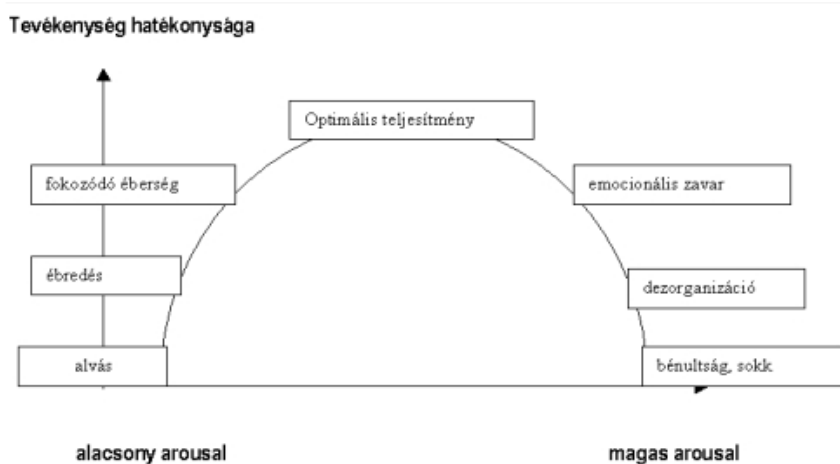 Tevékenység hatékonysága
Optimális teljesítmény
fokozódó éberség
emocionális zavar
ébredés
dezorganizáció
alvás
bénultság, sokk
alacsony arousal
magas arousal